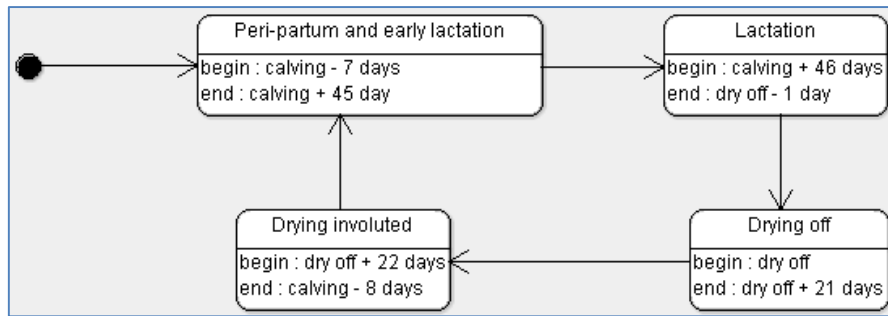 Peri-partum and early lactation
begin : calving - 7 days
end : calving + 45 day
Lactation
begin : calving + 46 days
end : dry off - 1 day
Drying involuted
begin : dry off + 22 days
end : calving - 8 days
Drying off
begin : dry off
end : dry off + 21 days